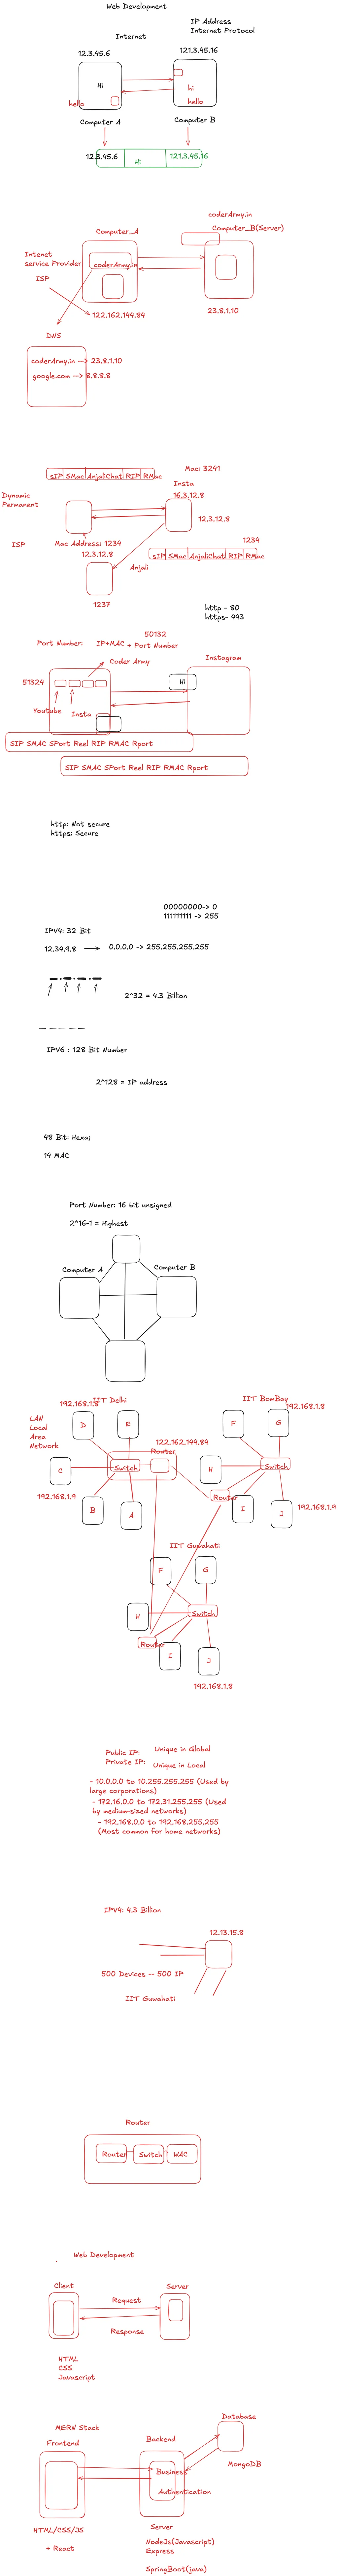 Web Development
IP Address
Internet Protocol
Internet
12.3.45.6
121.3.45.16
Hi
hi
hello
hello
Computer A
Computer B
12.3.45.6
Hi
121.3.45.16
coderArmy.in
Computer_A
Computer_B(Server)
Intenet
service Provider
coderArmy.in
ISP
122.162.144.84
23.8.1.10
DNS
coderArmy.in --> 23.8.1.10
google.com --> 8.8.8.8
Mac: 3241
sIP SMac AnjaliChat RIP RMac
Insta
16.3.12.8
Dynamic
Permanent
12.3.12.8
1234
ISP
Mac Address: 1234
12.3.12.8
sIP SMac AnjaliChat RIP RMac
Anjali
1237
http - 80
https- 443
50132
Port Number:
IP+MAC
+ Port Number
Coder Army
Instagram
51324
Hi
Youtube
Insta
SIP SMAC SPort Reel RIP RMAC Rport
SIP SMAC SPort Reel RIP RMAC Rport
http: Not secure
https: Secure
00000000-> 0
111111111 -> 255
IPV4: 32 Bit
12.34.9.8
0.0.0.0 -> 255.255.255.255
2^32 = 4.3 Billion
IPV6 : 128 Bit Number
2^128 = IP address
48 Bit: Hexa;
14 MAC
Port Number: 16 bit unsigned
2^16-1 = Highest
Computer A
Computer B
IIT Delhi
IIT BomBay
192.168.1.8
192.168.1.8
LAN
Local
Area
Network
D
E
F
G
122.162.144.84
Router
C
Switch
H
Switch
192.168.1.9
Router
B
A
I
J
192.168.1.9
IIT Guwahati
F
G
H
Switch
Router
I
J
192.168.1.8
Public IP:
Unique in Global
Private IP:
Unique in Local
- 10.0.0.0 to 10.255.255.255 (Used by
large corporations)
- 172.16.0.0 to 172.31.255.255 (Used
by medium-sized networks)
- 192.168.0.0 to 192.168.255.255
(Most common for home networks)
IPV4: 4.3 Billion
12.13.15.8
500 Devices -- 500 IP
IIT Guwahati
Router
Router
Switch
WAC
Web Development
Client
Server
Request
Response
HTML
CSS
Javascript
Database
MERN Stack
Frontend
Backend
MongoDB
Business
Authentication
HTML/CSS/JS
Server
+ React
NodeJs(Javascript)
Express
SpringBoot(java)